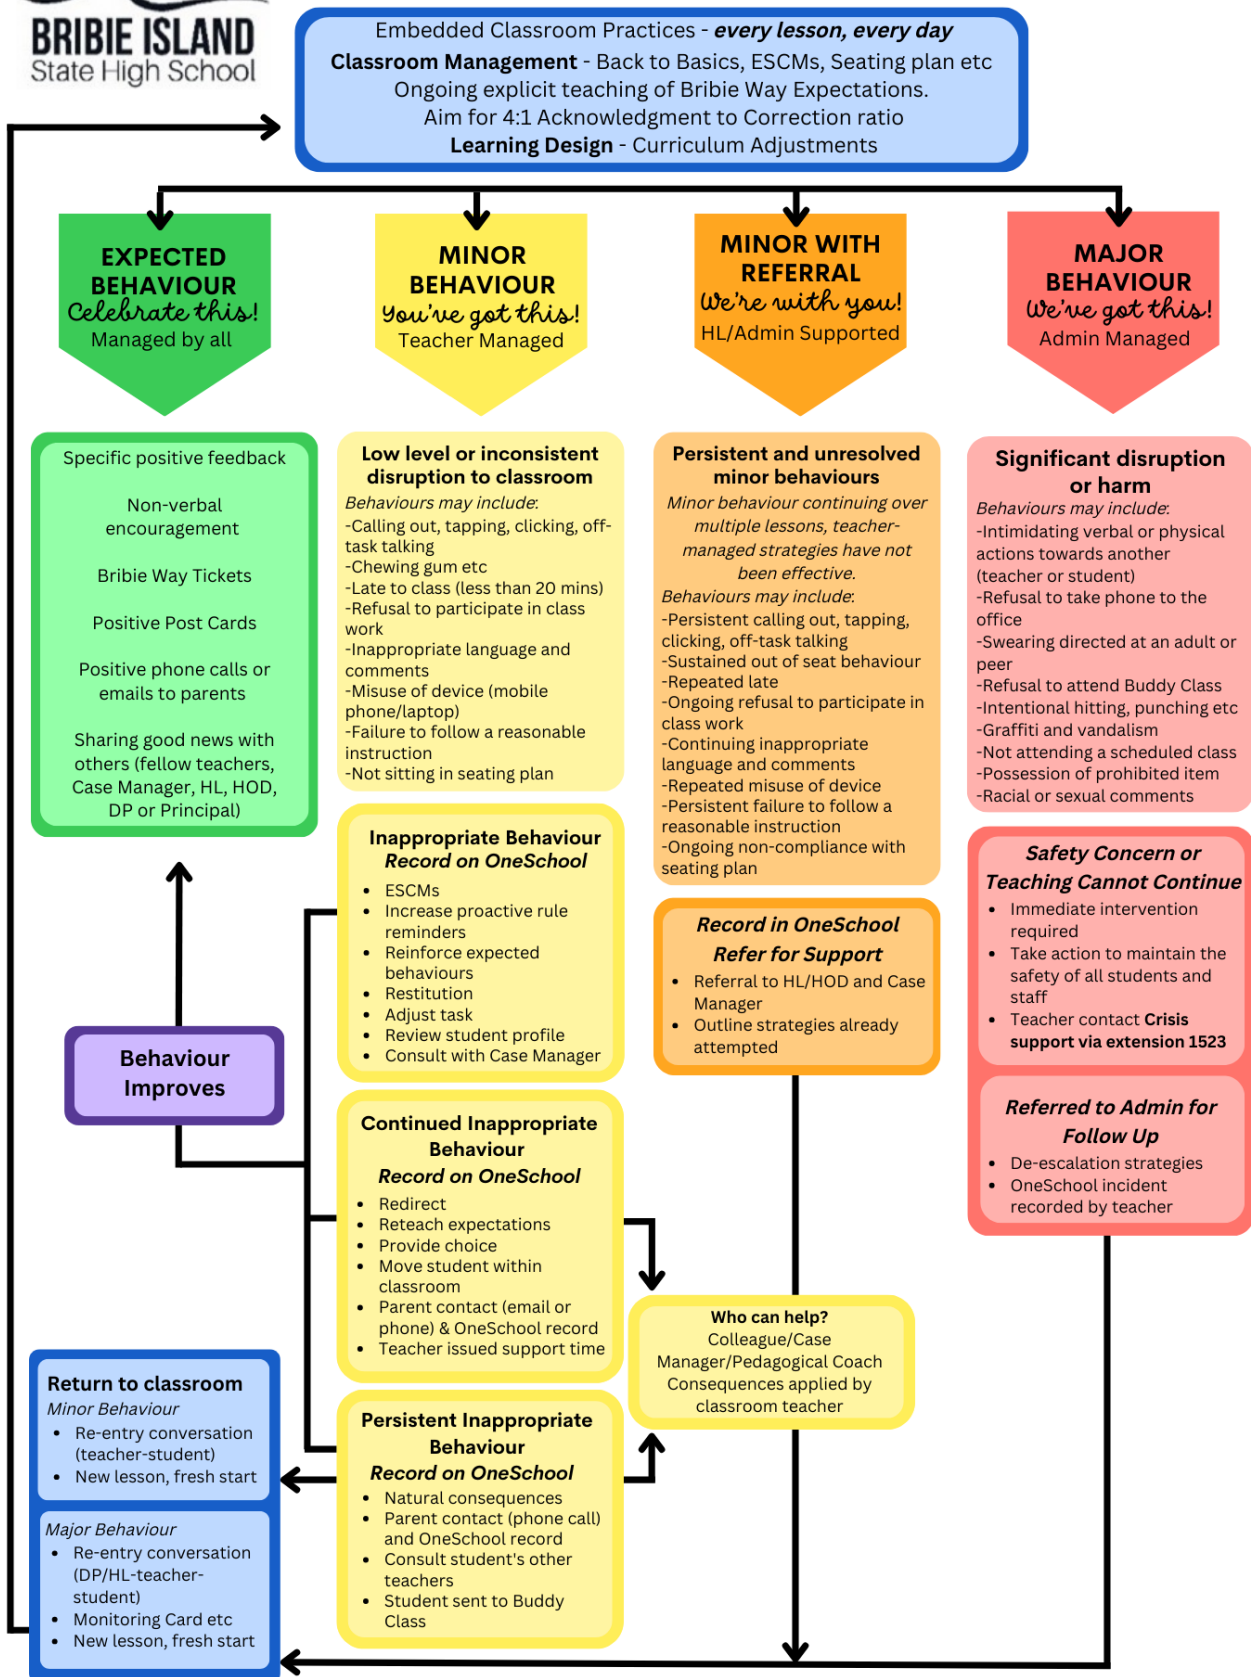 BRIBIE ISLAND
State High School
Embedded Classroom Practices - every lesson, every day
Classroom Management - Back to Basics, ESCMs, Seating plan etc
Ongoing explicit teaching of Bribie Way Expectations.
Aim for 4:1 Acknowledgment to Correction ratio
Learning Design - Curriculum Adjustments
EXPECTED
BEHAVIOUR
Celebrate this!
Managed by all
MINOR
BEHAVIOUR
You've got this!
Teacher Managed
MINOR WITH
REFERRAL
We're with you!
HL/Admin Supported
MAJOR
BEHAVIOUR
We've got this!
Admin Managed
Specific positive feedback
Non-verbal
encouragement
Bribie Way Tickets
Positive Post Cards
Positive phone calls or
emails to parents
Sharing good news with
others (fellow teachers,
Case Manager, HL, HOD,
DP or Principal)
Low level or inconsistent
disruption to classroom
Behaviours may include:
-Calling out, tapping, clicking, off-
task talking
-Chewing gum etc
-Late to class (less than 20 mins)
-Refusal to participate in class
work
-Inappropriate language and
comments
-Misuse of device (mobile
phone/laptop)
-Failure to follow a reasonable
instruction
-Not sitting in seating plan
Persistent and unresolved
minor behaviours
Minor behaviour continuing over
multiple lessons, teacher-
managed strategies have not
been effective.
Behaviours may include:
-Persistent calling out, tapping,
clicking, off-task talking
-Sustained out of seat behaviour
-Repeated late
-Ongoing refusal to participate in
class work
-Continuing inappropriate
language and comments
-Repeated misuse of device
-Persistent failure to follow a
reasonable instruction
-Ongoing non-compliance with
seating plan
Significant disruption
or harm
Behaviours may include:
-Intimidating verbal or physical
actions towards another
(teacher or student)
-Refusal to take phone to the
office
-Swearing directed at an adult or
peer
-Refusal to attend Buddy Class
-Intentional hitting, punching etc
-Graffiti and vandalism
-Not attending a scheduled class
-Possession of prohibited item
-Racial or sexual comments
Inappropriate Behaviour
Record on OneSchool
• ESCMs
• Increase proactive rule
reminders
• Reinforce expected
behaviours
• Restitution
• Adjust task
• Review student profile
• Consult with Case Manager
Record in OneSchool
Refer for Support
• Referral to HL/HOD and Case
Manager
• Outline strategies already
attempted
Safety Concern or
Teaching Cannot Continue
• Immediate intervention
required
• Take action to maintain the
safety of all students and
staff
• Teacher contact Crisis
support via extension 1523
Referred to Admin for
Follow Up
• De-escalation strategies
• OneSchool incident
recorded by teacher
Behaviour
Improves
Continued Inappropriate
Behaviour
Record on OneSchool
• Redirect
• Reteach expectations
• Provide choice
• Move student within
classroom
• Parent contact (email or
phone) & OneSchool record
• Teacher issued support time
Who can help?
Colleague/Case
Manager/Pedagogical Coach
Consequences applied by
classroom teacher
Persistent Inappropriate
Behaviour
Record on OneSchool
• Natural consequences
• Parent contact (phone call)
and OneSchool record
• Consult student's other
teachers
• Student sent to Buddy
Class
Return to classroom
Minor Behaviour
• Re-entry conversation
(teacher-student)
• New lesson, fresh start
Major Behaviour
• Re-entry conversation
(DP/HL-teacher-
student)
• Monitoring Card etc
• New lesson, fresh start